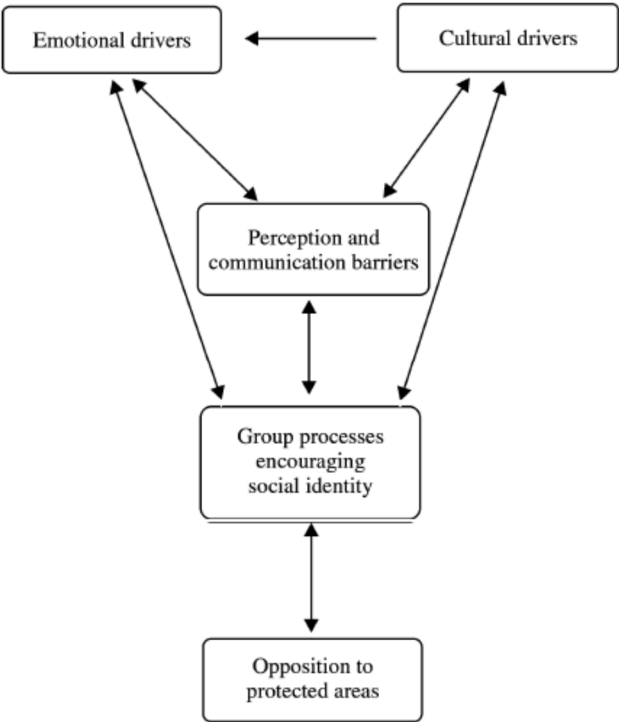 Emotional drivers
Cultural drivers
Perception and
communication barriers
Group processes
encouraging
social identity
Opposition to
protected areas